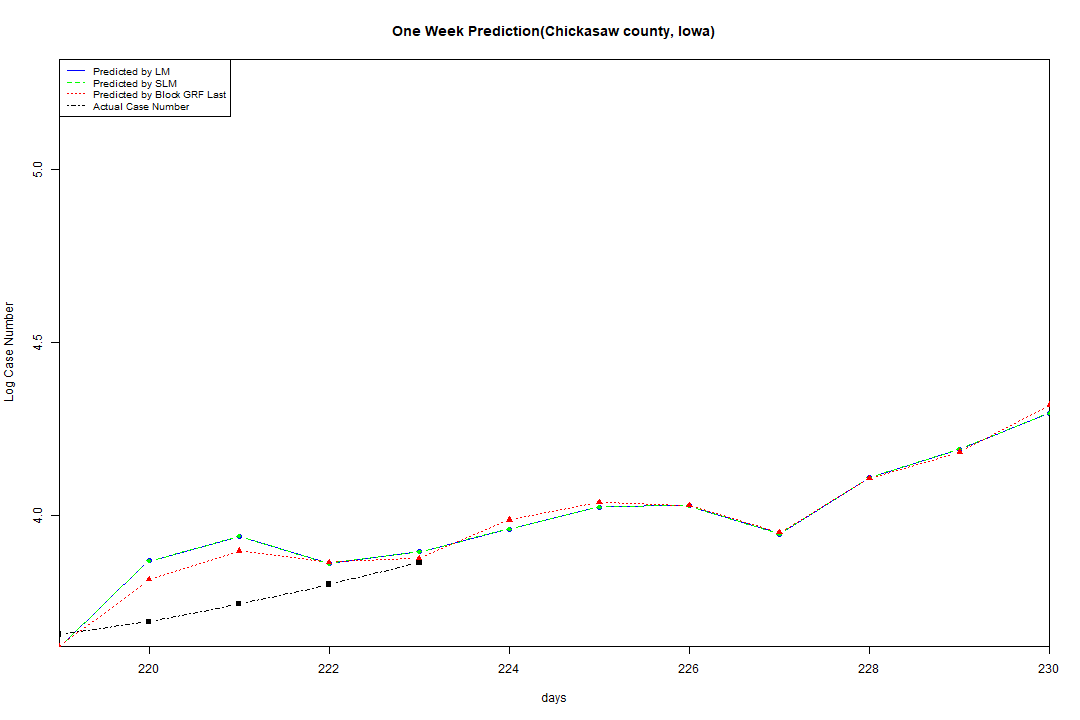 One Week Prediction(Chickasaw county, Iowa)
Predicted by LM
Predicted by SLM
Predicted by Block GRF Last
Actual Case Number
5.0
4.5
4.0
Log Case Number
220 222 224 226 228 230
days